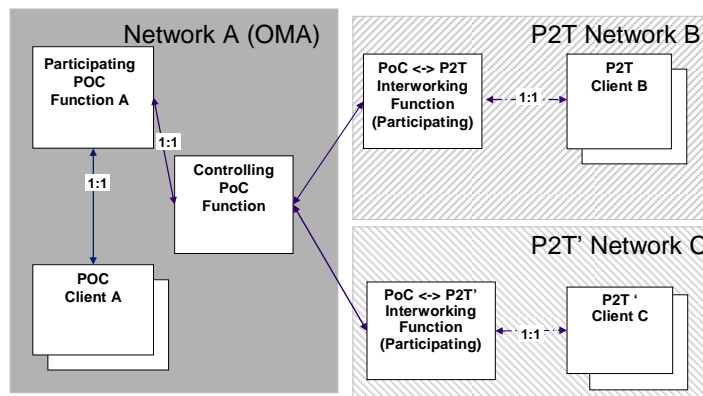 Network A (OMA)
Participating
POC
Function A
1:1
1:1
Controlling
PoC
Function
POC
Client A
P2T Network B
PoC <-> P2T
Interworking
Function
(Participating)
1:1
P2T
Client B
P2T' Network C
PoC <-> P2T'
Interworking
Function
(Participating)
1:1
P2T ‘
Client C